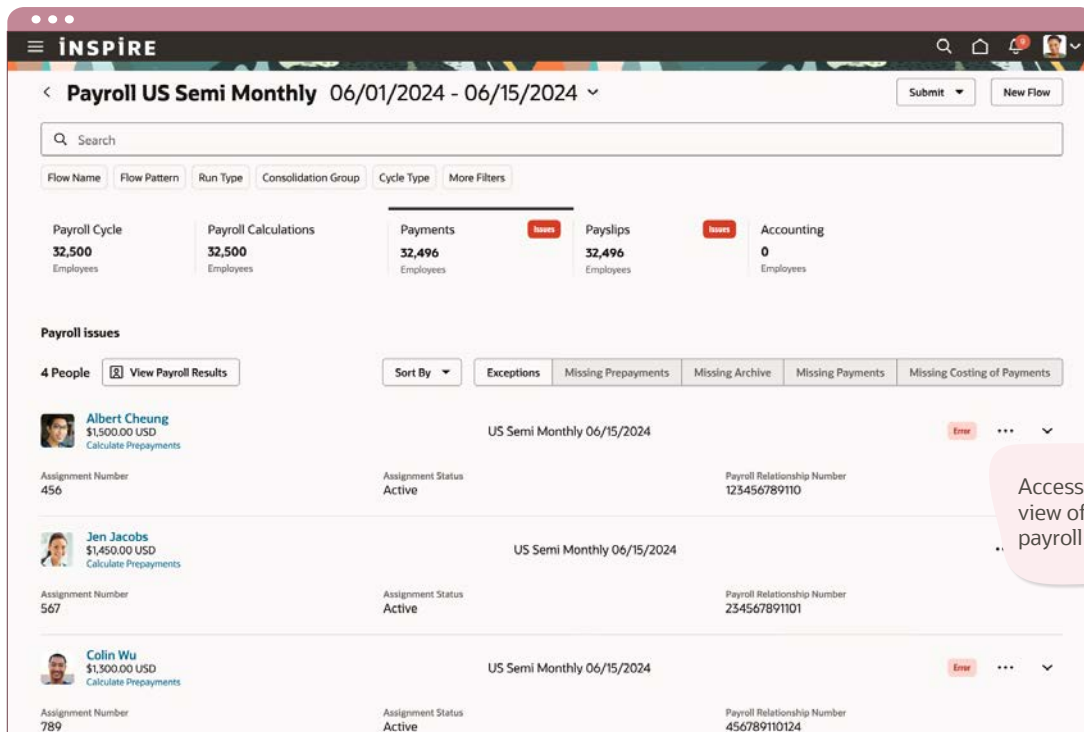 iNSPiRE
9
Payroll US Semi Monthly 06/01/2024 - 06/15/2024
Submit
New Flow
Search
Flow Name Flow Pattern Run Type Consolidation Group Cycle Type More Filters
Payroll Cycle
32,500
Employees
Payroll Calculations
32,500
Employees
Payments
Issues
32,496
Employees
Payslips
Issues
32,496
Employees
Accounting
0
Employees
Payroll issues
4 People View Payroll Results Sort By Exceptions Missing Prepayments Missing Archive Missing Payments Missing Costing of Payments
Albert Cheung
$1,500.00 USD
Calculate Prepayments
US Semi Monthly 06/15/2024
Error
Assignment Number
456
Assignment Status
Active
Payroll Relationship Number
123456789110
Access
view of
payroll
Jen Jacobs
$1,450.00 USD
Calculate Prepayments
US Semi Monthly 06/15/2024
Assignment Number
567
Assignment Status
Active
Payroll Relationship Number
234567891101
Colin Wu
$1,300.00 USD
Calculate Prepayments
US Semi Monthly 06/15/2024
Error
Assignment Number
789
Assignment Status
Active
Payroll Relationship Number
456789110124